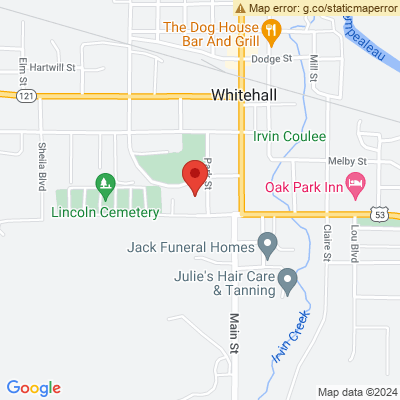 Map error: g.co/staticmaperror
The Dog House
Bar And Grill
Dodge St
Hartwill St
Elm St
Mill St
mpealeau
121
Whitehall
Irvin Coulee
Sheila Blvd
Park St
Melby St
Oak Park Inn
Lincoln Cemetery
53
Claire St
Lou Blvd
Jack Funeral Homes
Julie's Hair Care
& Tanning
Main St
Irvin Creek
Google
Map data ©2024